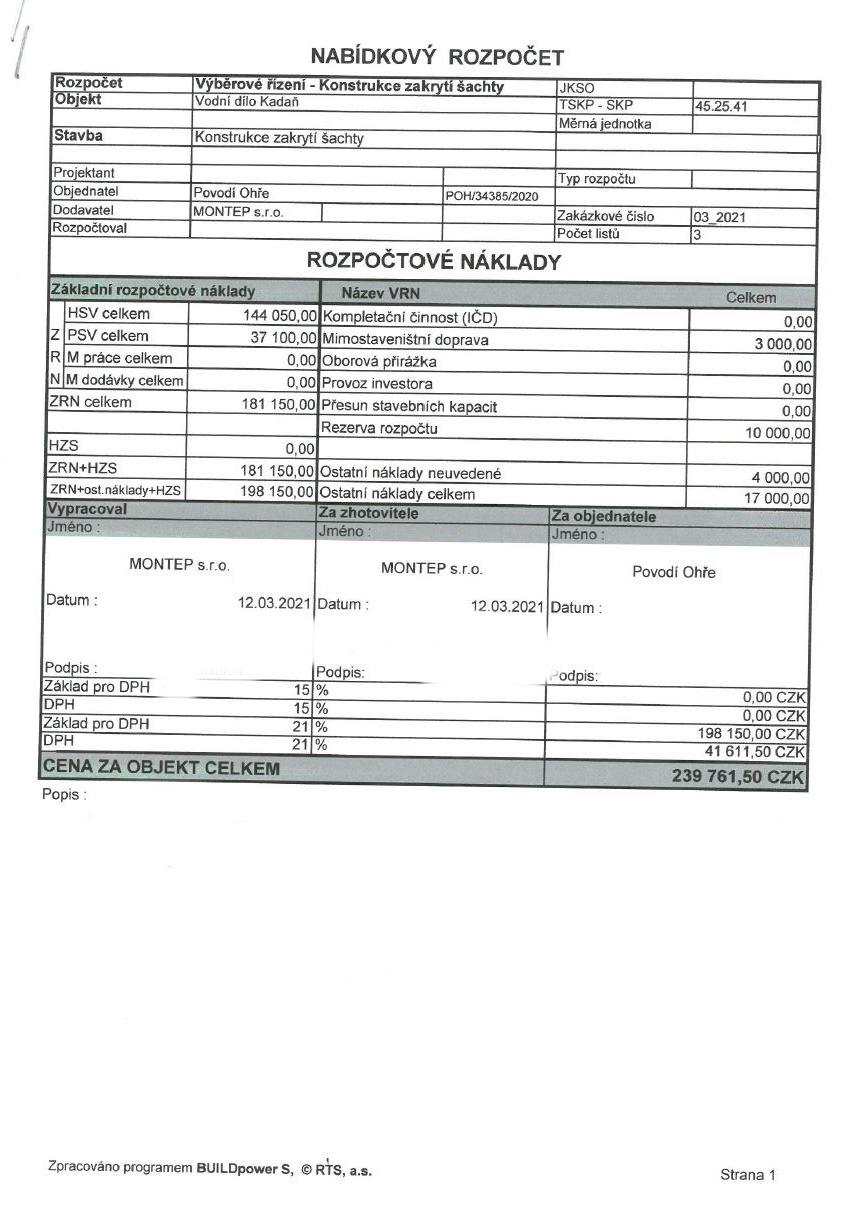 NABÍDKOVÝ ROZPOČET
Rozpočet Výběrové řízení - Konstrukce zakrytí šachty JKSO
Objekt Vodní dílo Kadaň TSKP - SKP 45.25.41
Měrná jednotka
Stavba Konstrukce zakrytí šachty
Projektant Typ rozpočtu
Objednatel Povodí Ohře POH/34385/2020
Dodavatel MONTEP s.r.o. Zakázkové číslo 03_2021
Rozpočtoval Počet listů 3
ROZPOČTOVÉ NÁKLADY
Základní rozpočtové náklady Název VRN Celkem
HSV celkem 144 050,00 Kompletační činnost (IČD) 0,00
Z PSV celkem 37 100,00 Mimostaveništní doprava 3 000,00
R M práce celkem 0,00 Oborová přirážka 0,00
N M dodávky celkem 0,00 Provoz investora 0,00
ZRN celkem 181 150,00 Přesun stavebních kapacit 0,00
Rezerva rozpočtu 10 000,00
HZS 0,00
ZRN+HZS 181 150,00 Ostatní náklady neuvedené 4 000,00
ZRN+ost.náklady+HZS 198 150,00 Ostatní náklady celkem 17 000,00
Vypracoval Za zhotovitele Za objednatele
Jméno : Jméno : Jméno :
MONTEP s.r.o. MONTEP s.r.o. Povodí Ohře
Datum : 12.03.2021 Datum : 12.03.2021 Datum :
Podpis : Podpis: Podpis:
Základ pro DPH 15 % 0,00 CZK
DPH 15 % 0,00 CZK
Základ pro DPH 21 % 198 150,00 CZK
DPH 21 % 41 611,50 CZK
CENA ZA OBJEKT CELKEM 239 761,50 CZK
Popis :
Zpracováno programem BUILDpower S, © RTS, a.s. Strana 1